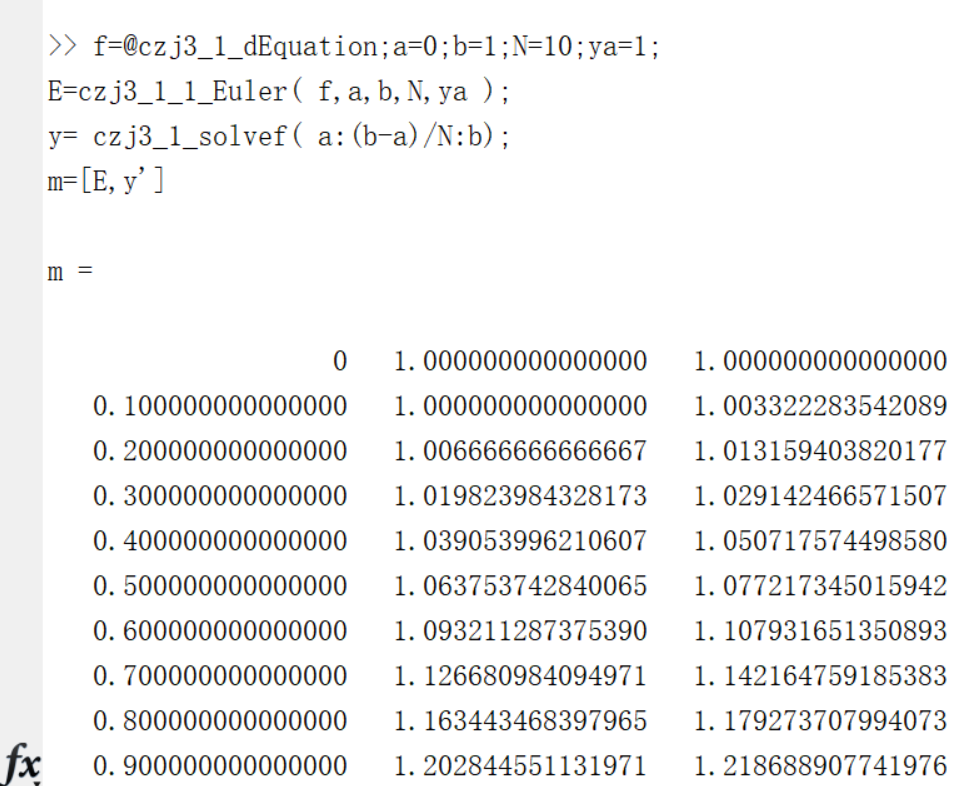 >> f=@czj3_1_dEquation;a=0;b=1;N=10;ya=1;
E=czj3_1_1_Euler( f,a,b,N,ya );
y= czj3_1_solvef( a:(b-a)/N:b);
m=[E,y']
m =
0 1.000000000000000 1.000000000000000
0.100000000000000 1.000000000000000 1.003322283542089
0.200000000000000 1.006666666666667 1.013159403820177
0.300000000000000 1.019823984328173 1.029142466571507
0.400000000000000 1.039053996210607 1.050717574498580
0.500000000000000 1.063753742840065 1.077217345015942
0.600000000000000 1.093211287375390 1.107931651350893
0.700000000000000 1.126680984094971 1.142164759185383
0.800000000000000 1.163443468397965 1.179273707994073
fx 0.900000000000000 1.202844551131971 1.218688907741976